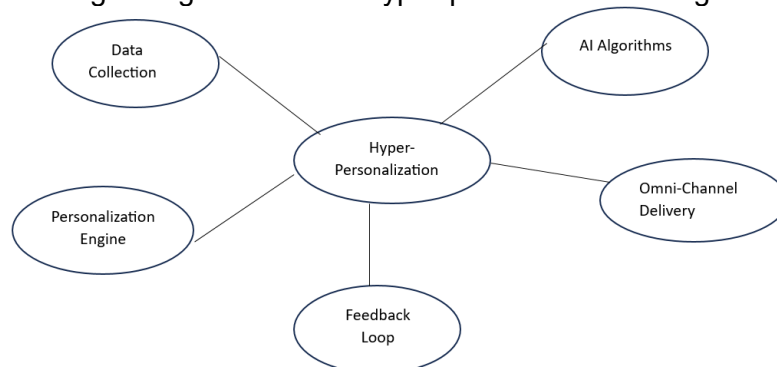 Data
Collection
AI Algorithms
Hyper-
Personalization
Omni-Channel
Delivery
Personalization
Engine
Feedback
Loop